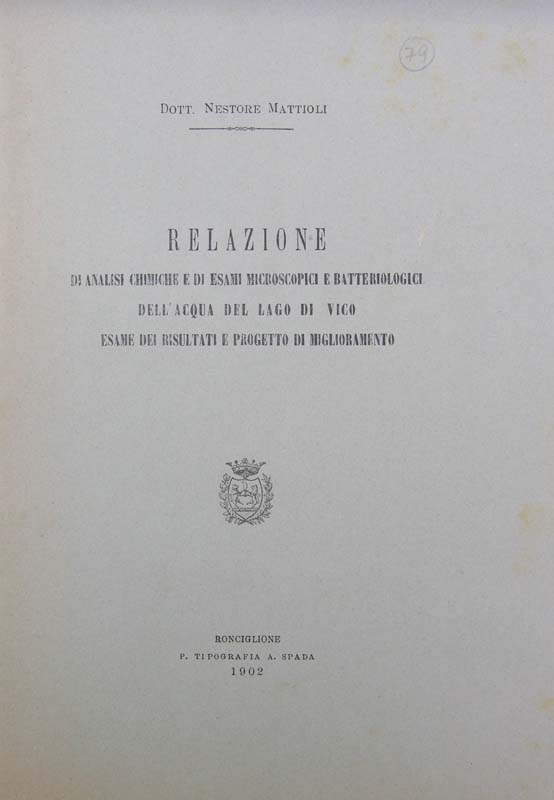 79
DOTT. NESTORE MATTIOLI
RELAZIONE
DI ANALISI CHIMICHE E DI ESAMI MICROSCOPICI E BATTERIOLOGICI
DELL'ACQUA DEL LAGO DI VICO
ESAME DEI RISULTATI E PROGETTO DI MIGLIORAMENTO
RONCIGLIONE
P. TIPOGRAFIA A. SPADA
1902